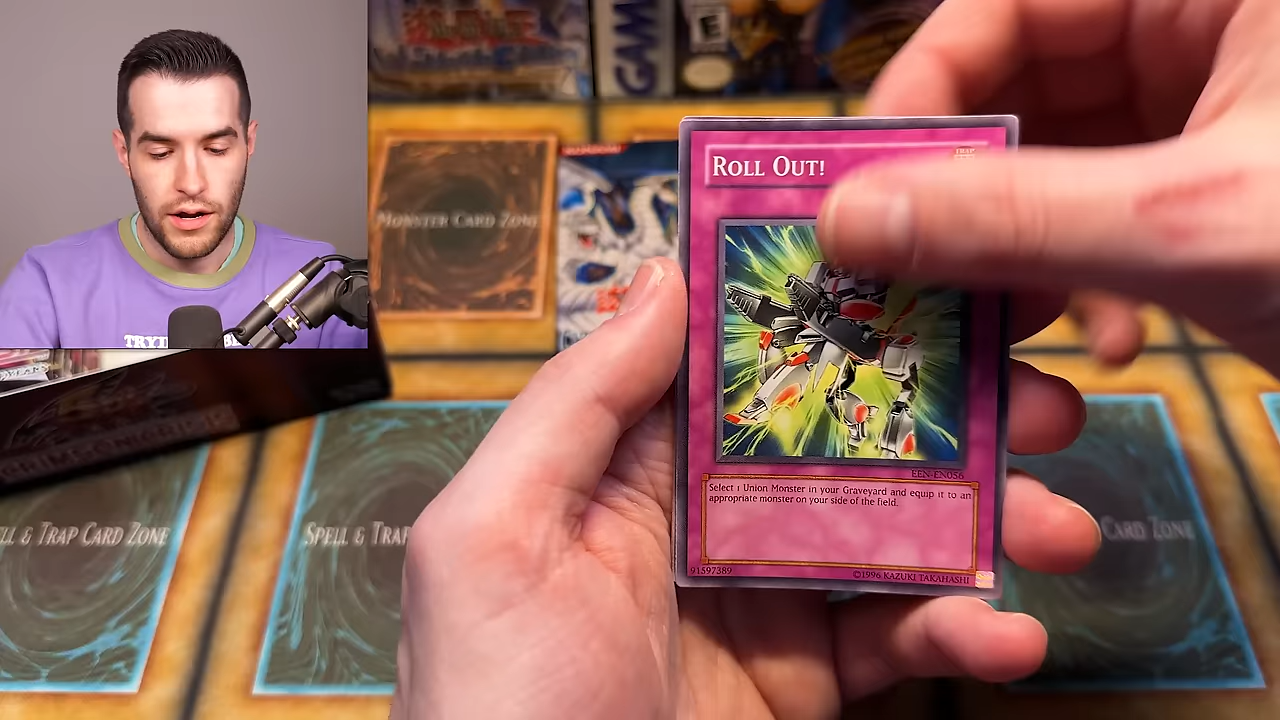 GAM
E
MONSTER CARD ZONE
ROLL OUT!
TRAP
EEN-EN056
Select 1 Union Monster in your Graveyard and equip it to an
appropriate monster on your side of the field.
91597389
©1996 KAZUKI TAKAHASHI
LL & TRAP CARD ZONE
SPELL & TRAP
CARD ZONE